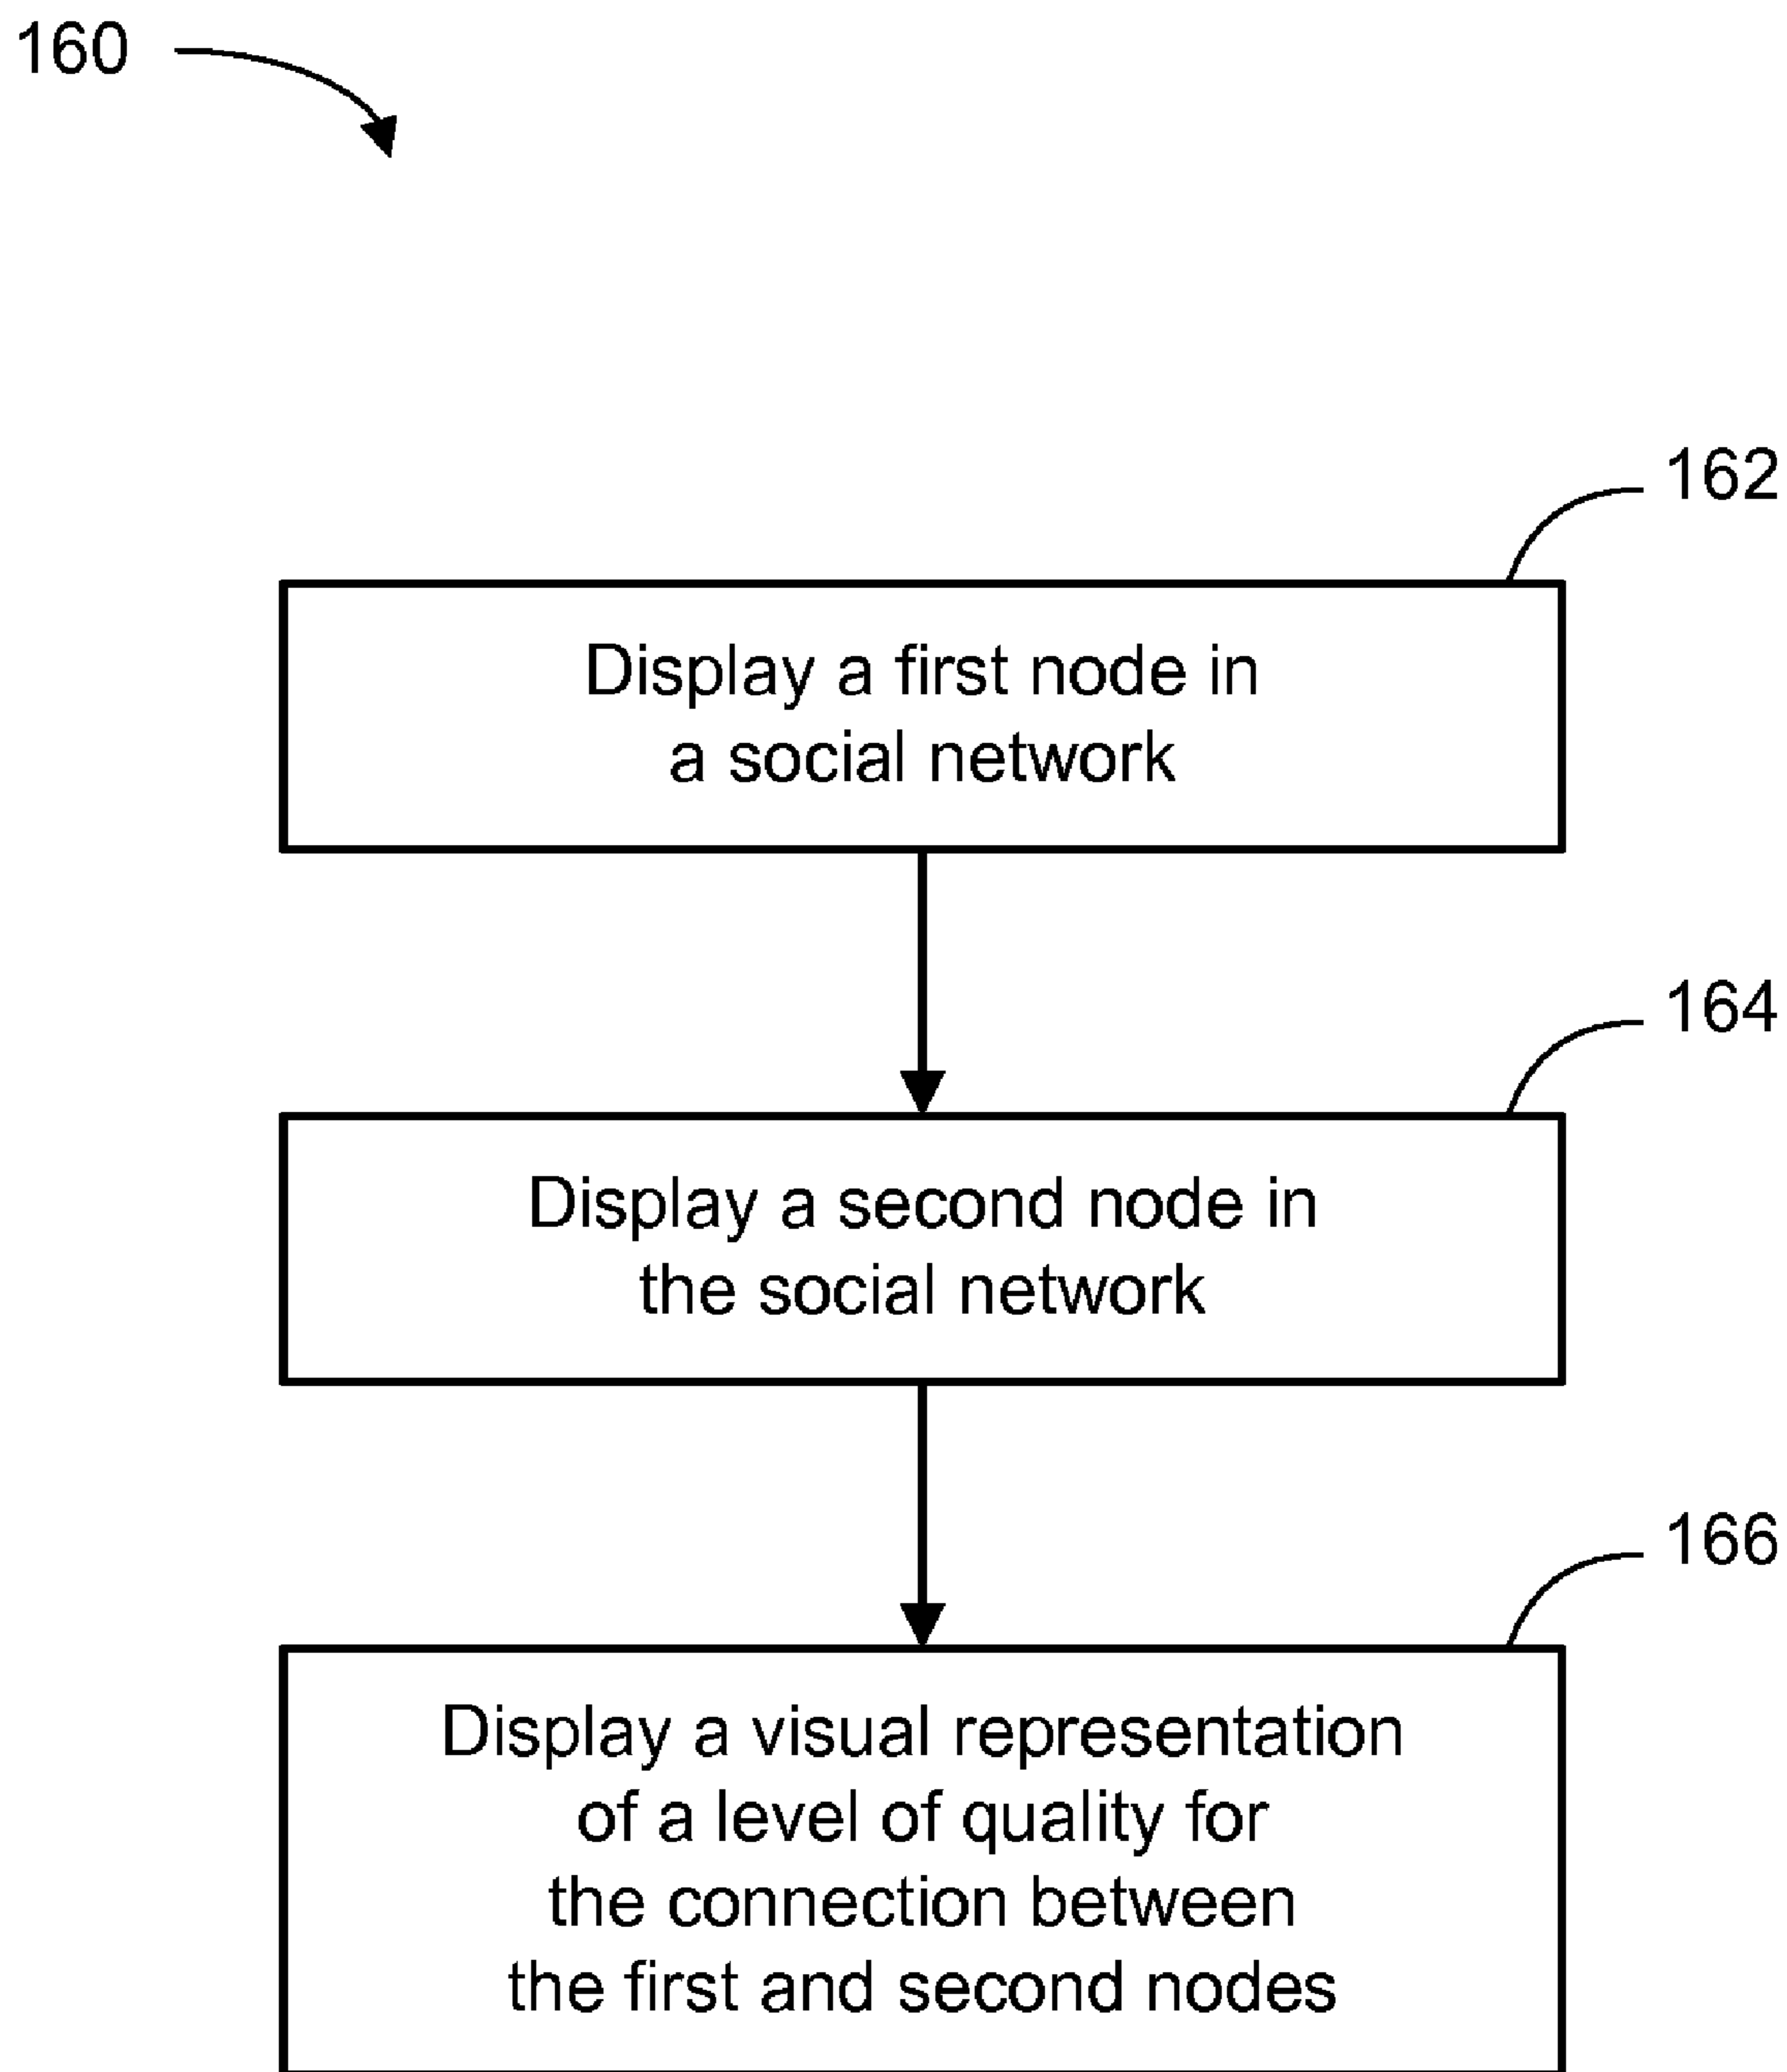 160
162
Display a first node in
a social network
164
Display a second node in
the social network
166
Display a visual representation
of a level of quality for
the connection between
the first and second nodes